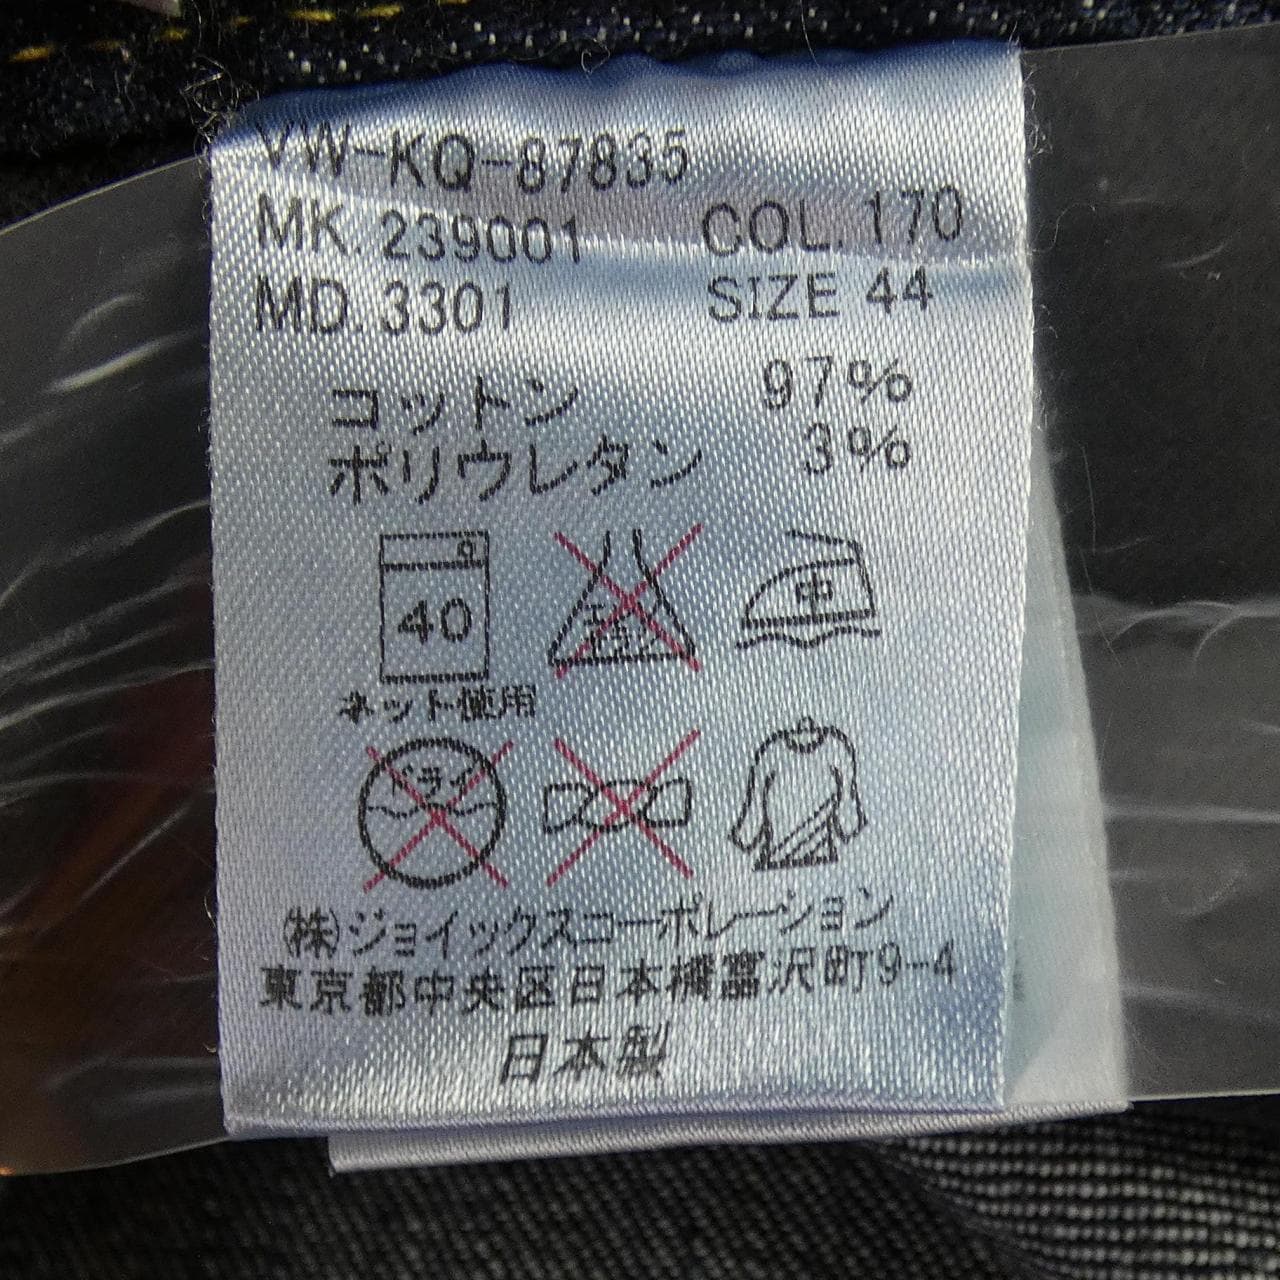 VW-KQ-87835
MK. 239001 COL. 170
MD. 3301 SIZE 44
コットン 97%
ポリウレタン 3%
40 中
ネット使用
ドライ
(株)ジョイックスコーポレーション
東京都中央区日本橋富沢町9-4
日本製